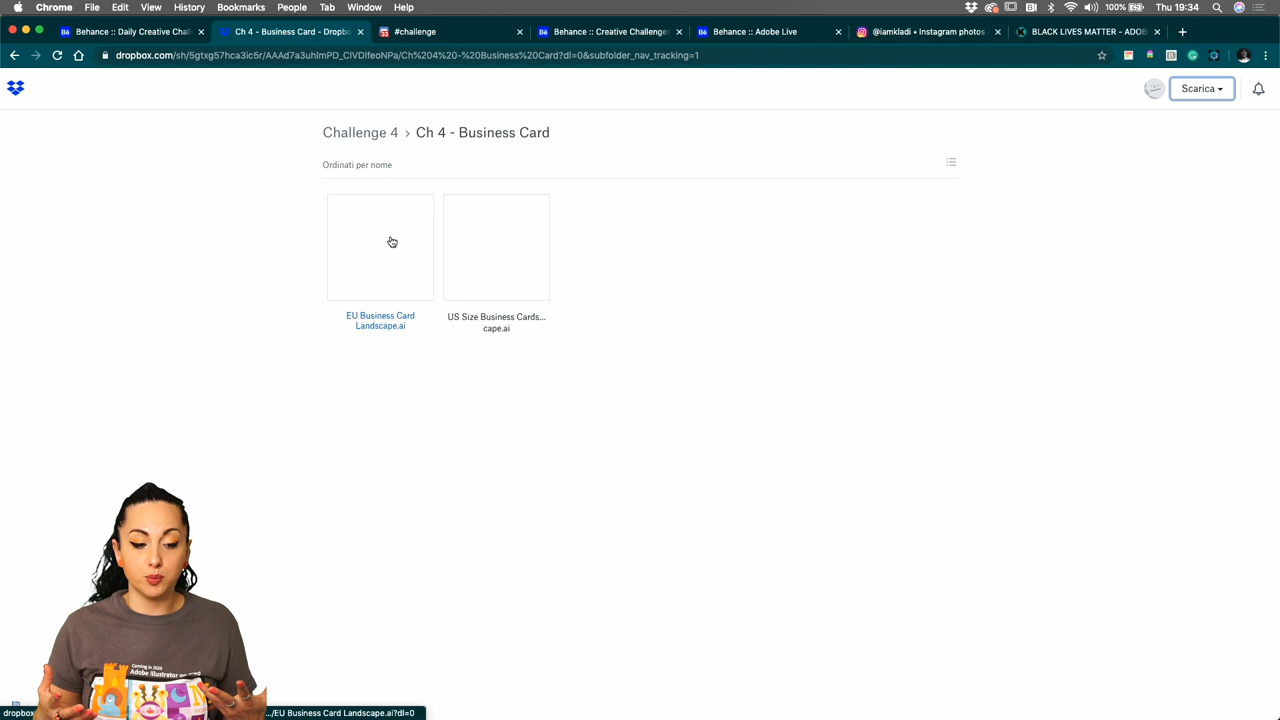 Chrome File Edit View History Bookmarks People Tab Window Help 100% Thu 19:34
Behance :: Daily Creative Chall
Ch 4 - Business Card - Dropbo
#challenge
Behance :: Creative Challenges
Behance :: Adobe Live
@iamkladi • Instagram photos
BLACK LIVES MATTER - ADOB
dropbox.com/sh/5gtxg57hca3ic5r/AAAd7a3uhlmPD_ClVDlfeoNPa/Ch%204%20-%20Business%20Card?dl=0&subfolder_nav_tracking=1
Scarica
Challenge 4 › Ch 4 - Business Card
Ordinati per nome
EU Business Card
Landscape.ai
US Size Business Cards...
cape.ai
Coming in 2020
Adobe Illustrator on
dropbox
.../EU Business Card Landscape.ai?dl=0